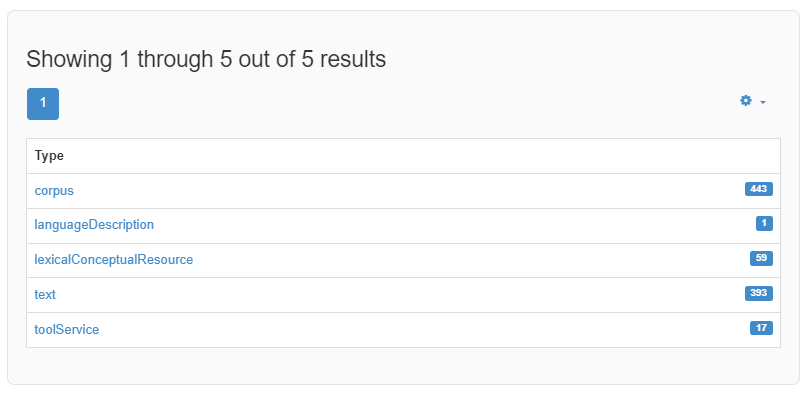 Showing 1 through 5 out of 5 results
1
Type
corpus 443
languageDescription 1
lexicalConceptualResource 59
text 393
toolService 17